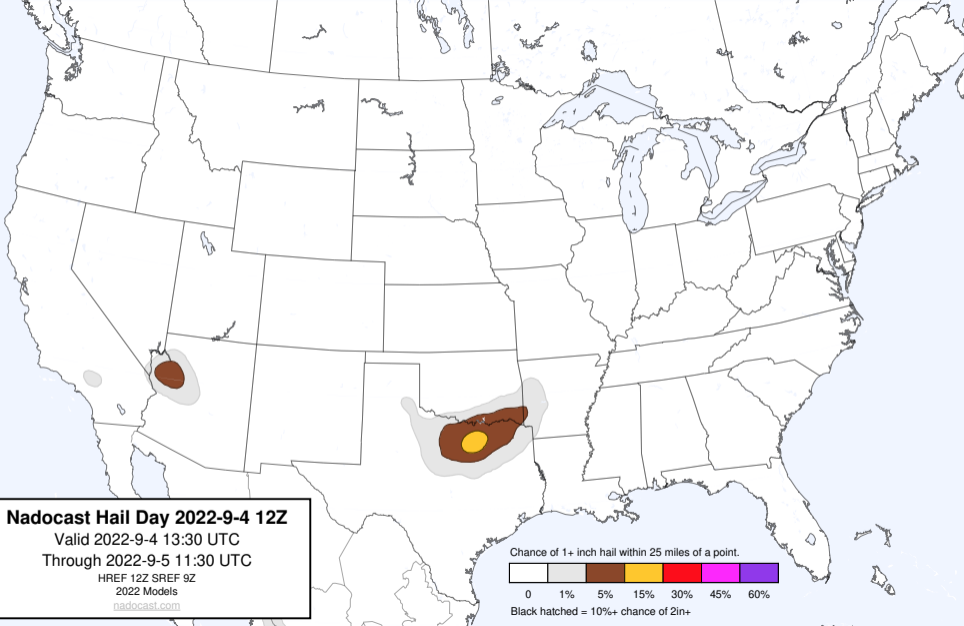 Nadocast Hail Day 2022-9-4 12Z
Valid 2022-9-4 13:30 UTC
Through 2022-9-5 11:30 UTC
HREF 12Z SREF 9Z
2022 Models
nadocast.com
Chance of 1+ inch hail within 25 miles of a point.
0 1% 5% 15% 30% 45% 60%
Black hatched = 10%+ chance of 2in+